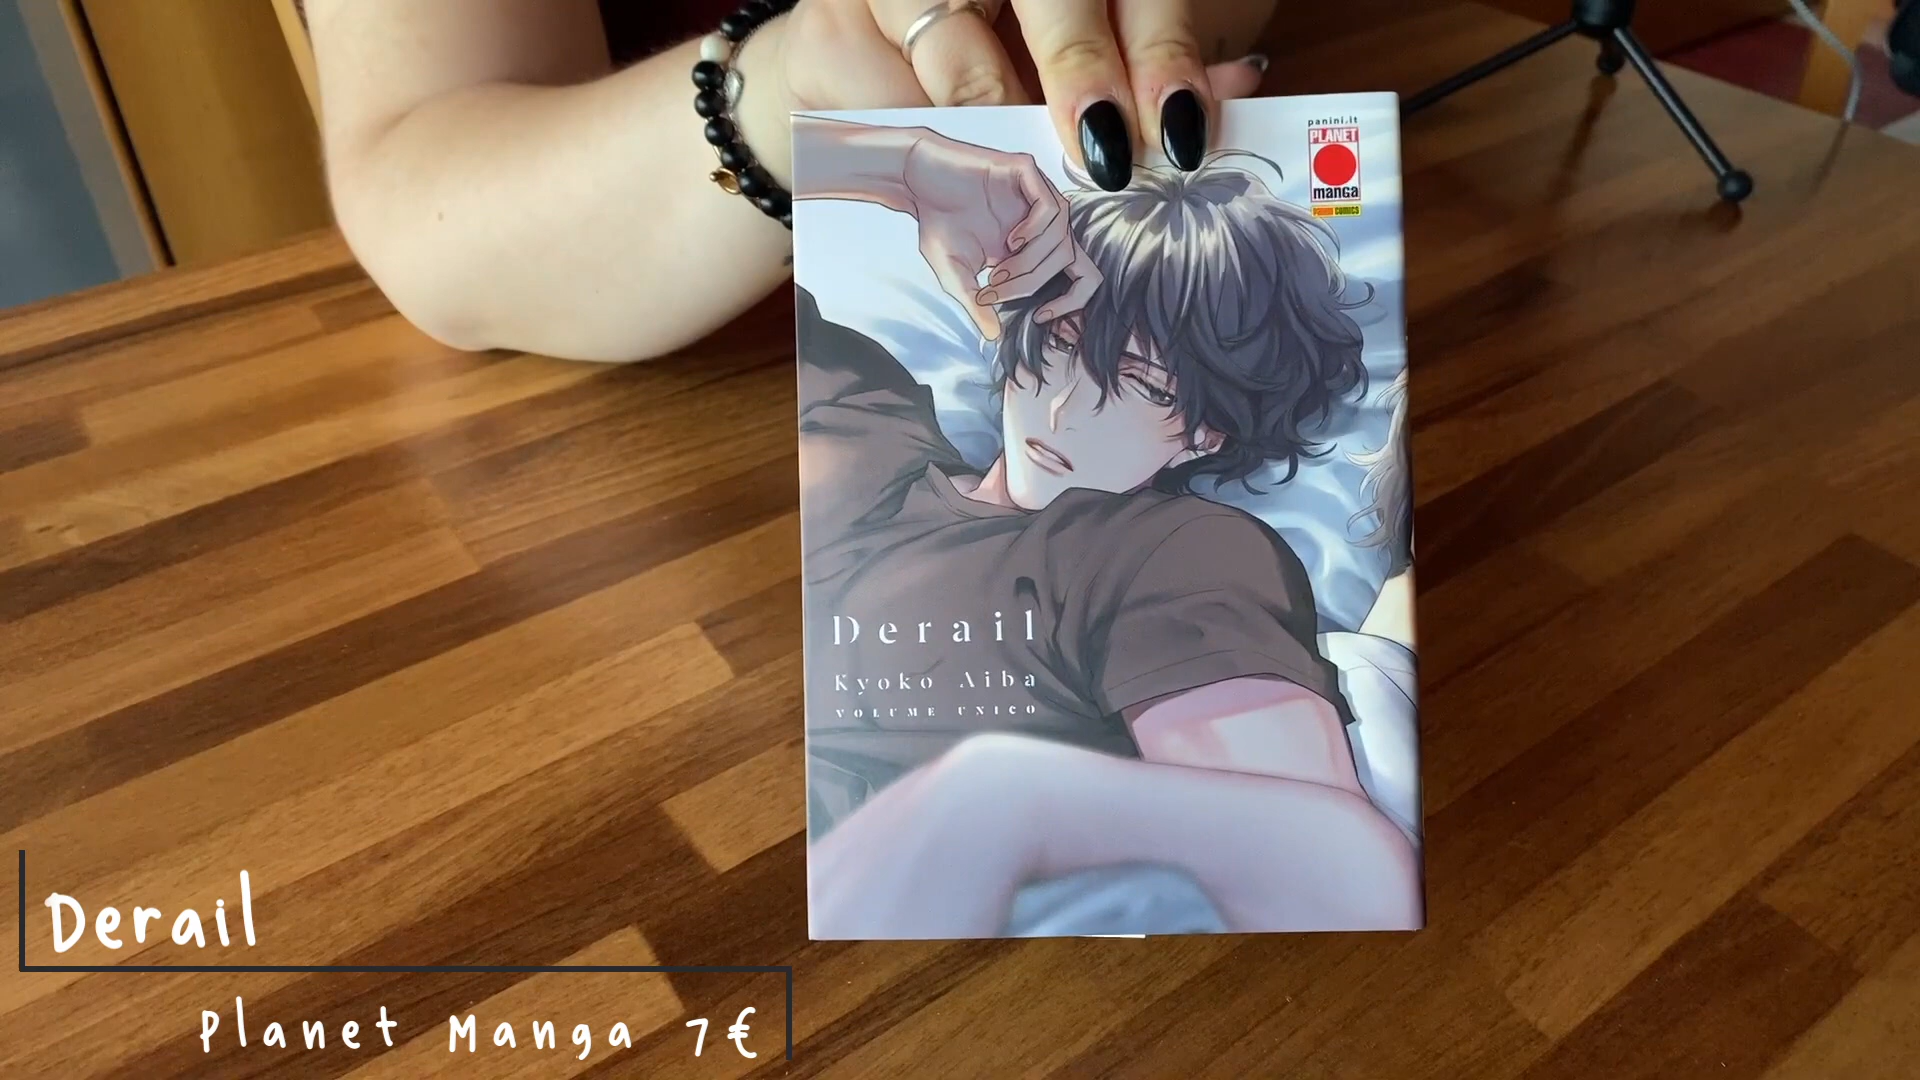 panini.it
PLANET
manga
PANINI COMICS
Derail
Kyoko Aiba
VOLUME UNICO
Derail
Planet Manga 7€